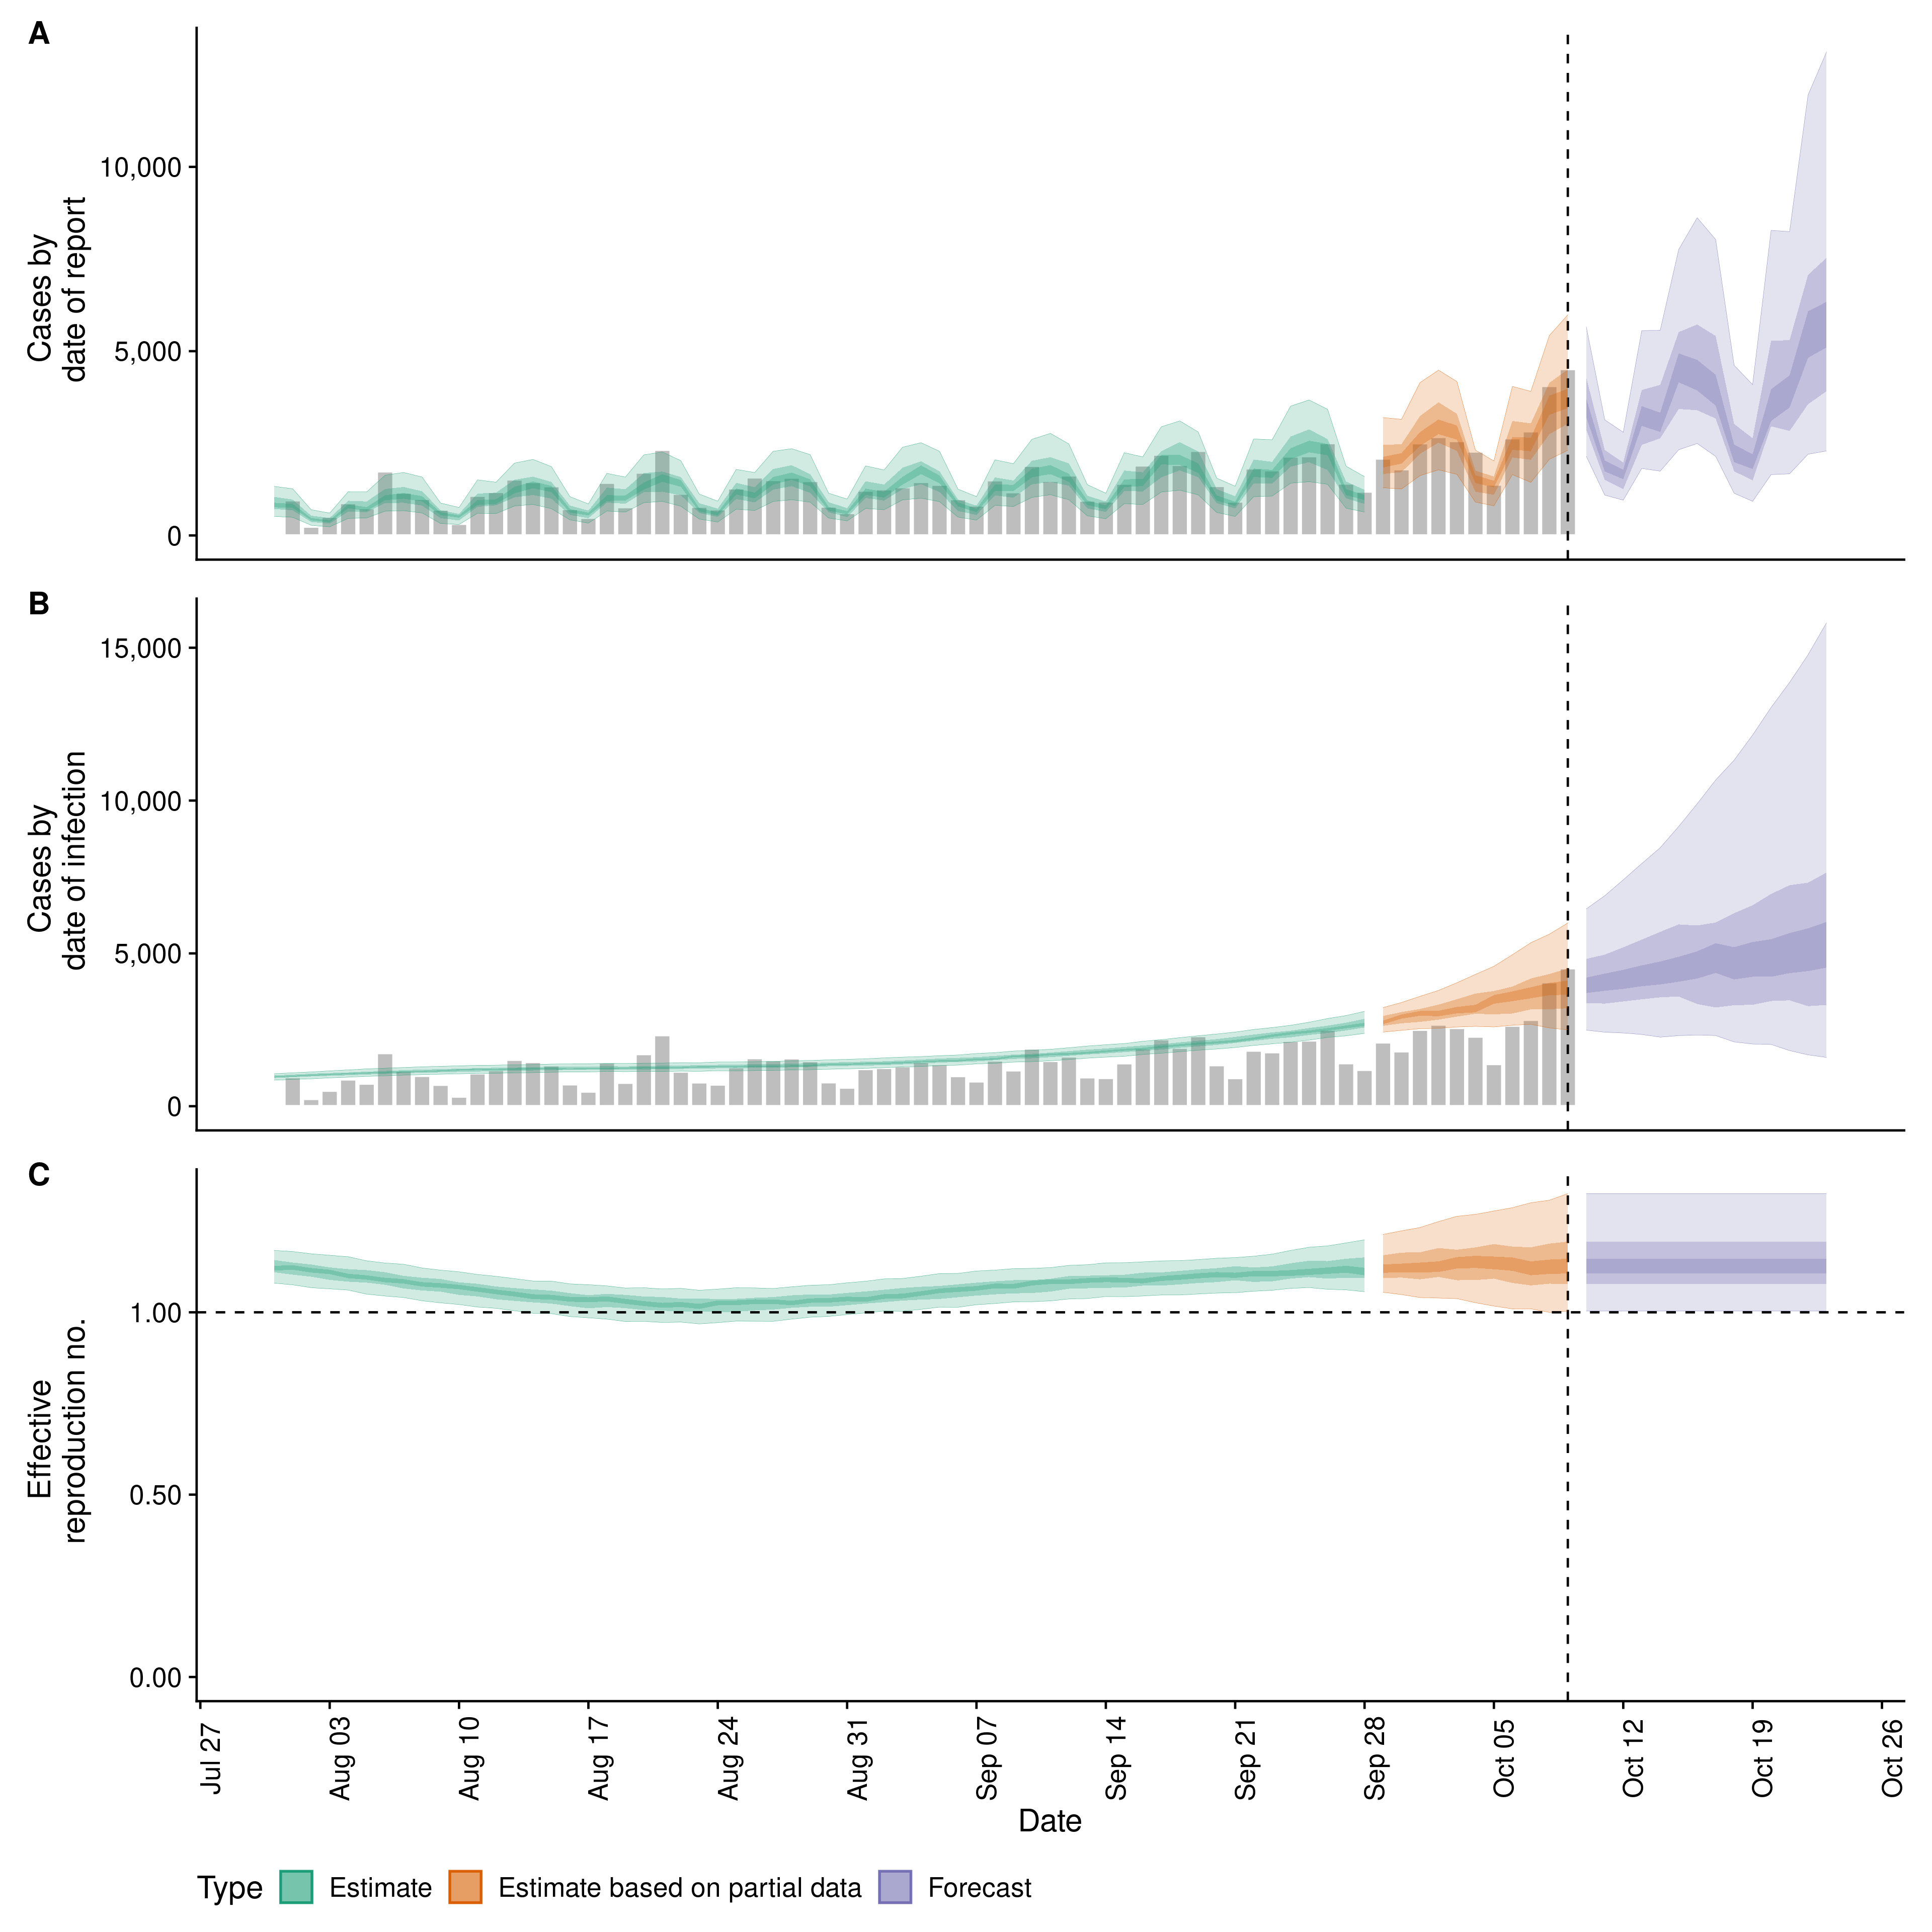 A
Cases by
date of report
10,000
5,000
0
B
Cases by
date of infection
15,000
10,000
5,000
0
C
Effective
reproduction no.
1.00
0.50
0.00
Jul 27
Aug 03
Aug 10
Aug 17
Aug 24
Aug 31
Sep 07
Sep 14
Sep 21
Sep 28
Oct 05
Oct 12
Oct 19
Oct 26
Date
Type Estimate Estimate based on partial data Forecast